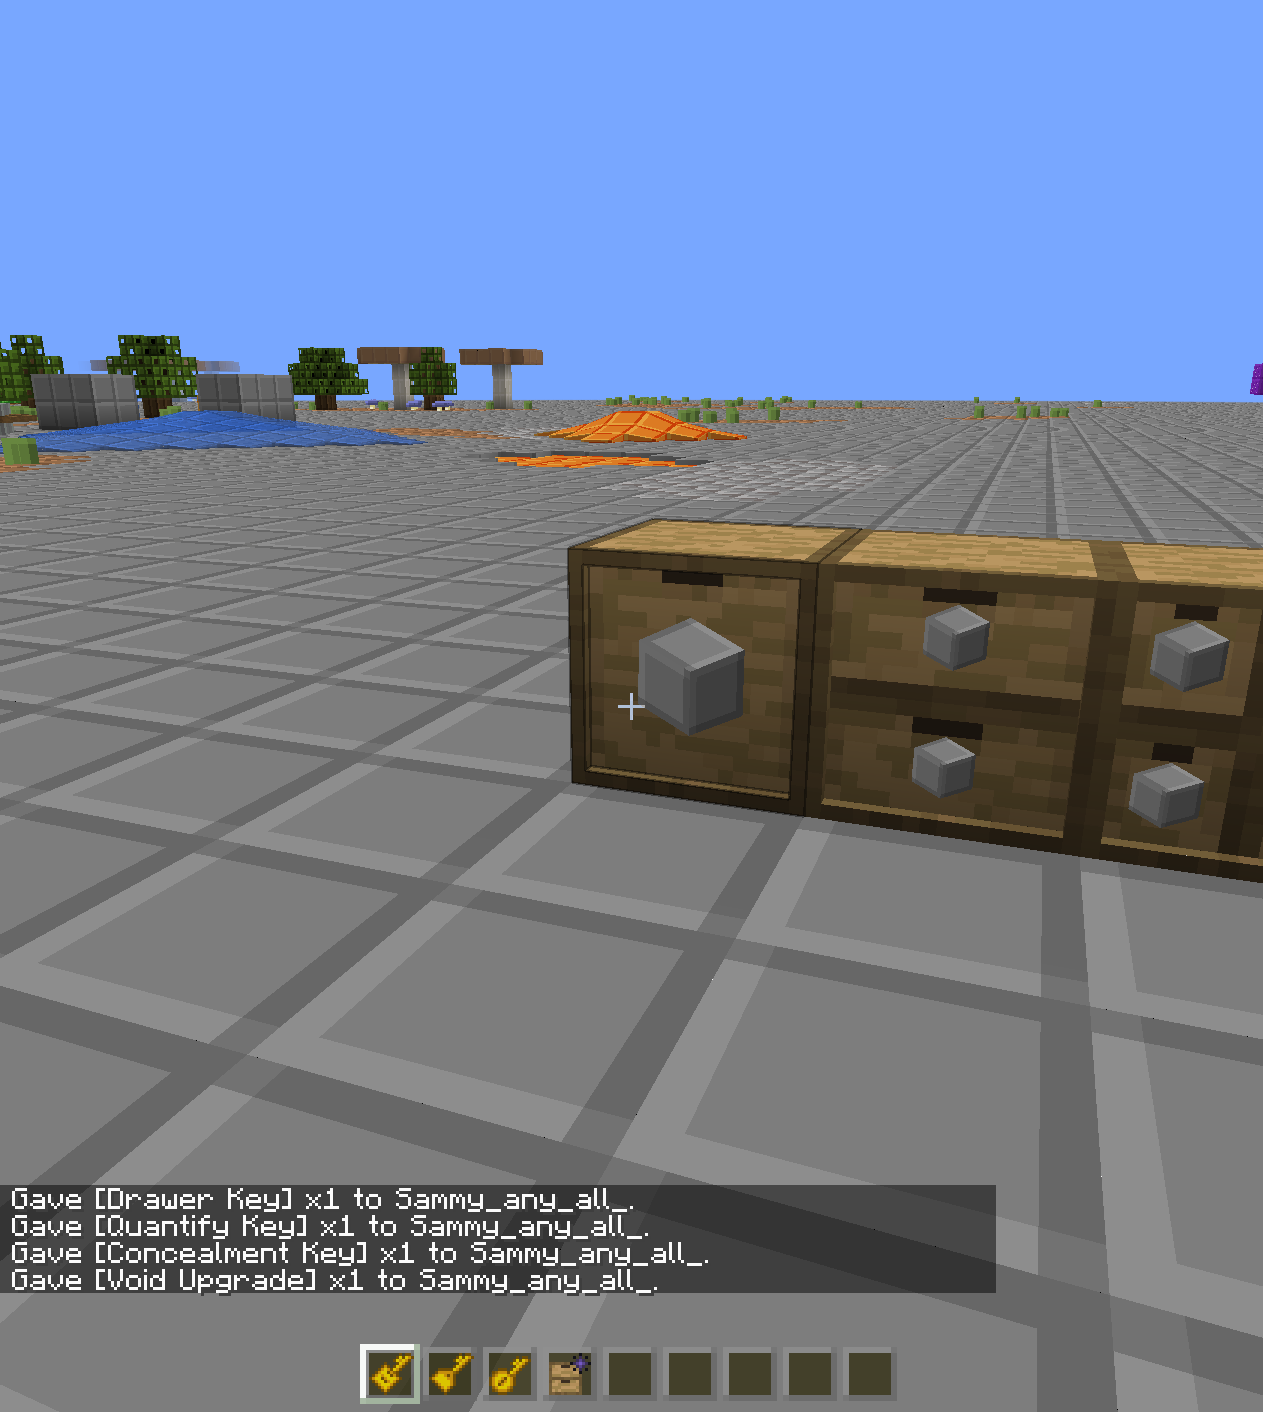 Gave [Drawer Key] x1 to Sammy_any_all_.
Gave [Quantify Key] x1 to Sammy_any_all_.
Gave [Concealment Key] x1 to Sammy_any_all_.
Gave [Void Upgrade] x1 to Sammy_any_all_.